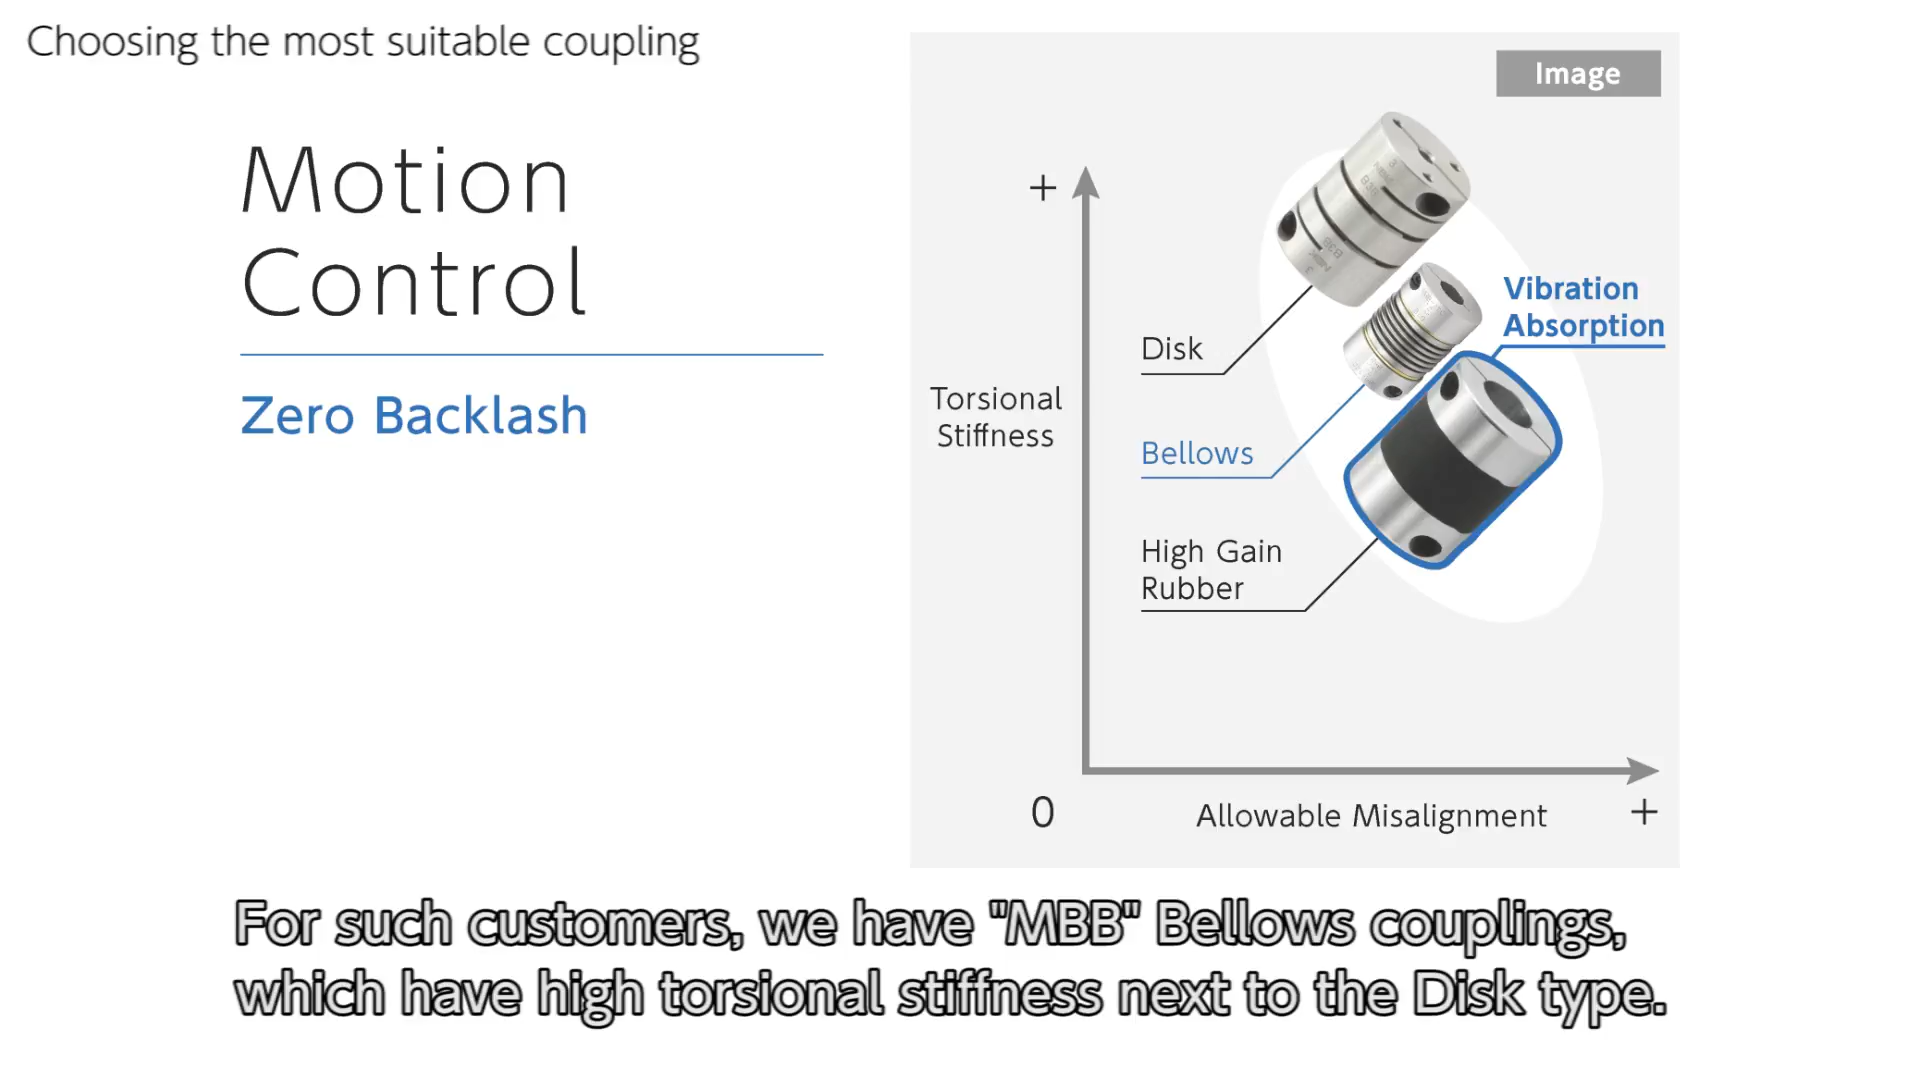 Choosing the most suitable coupling
Motion
Control
Zero Backlash
Image
+
Vibration
Absorption
Disk
Torsional
Stiffness
Bellows
High Gain
Rubber
0
Allowable Misalignment
+
For such customers, we have "MBB" Bellows couplings,
which have high torsional stiffness next to the Disk type.